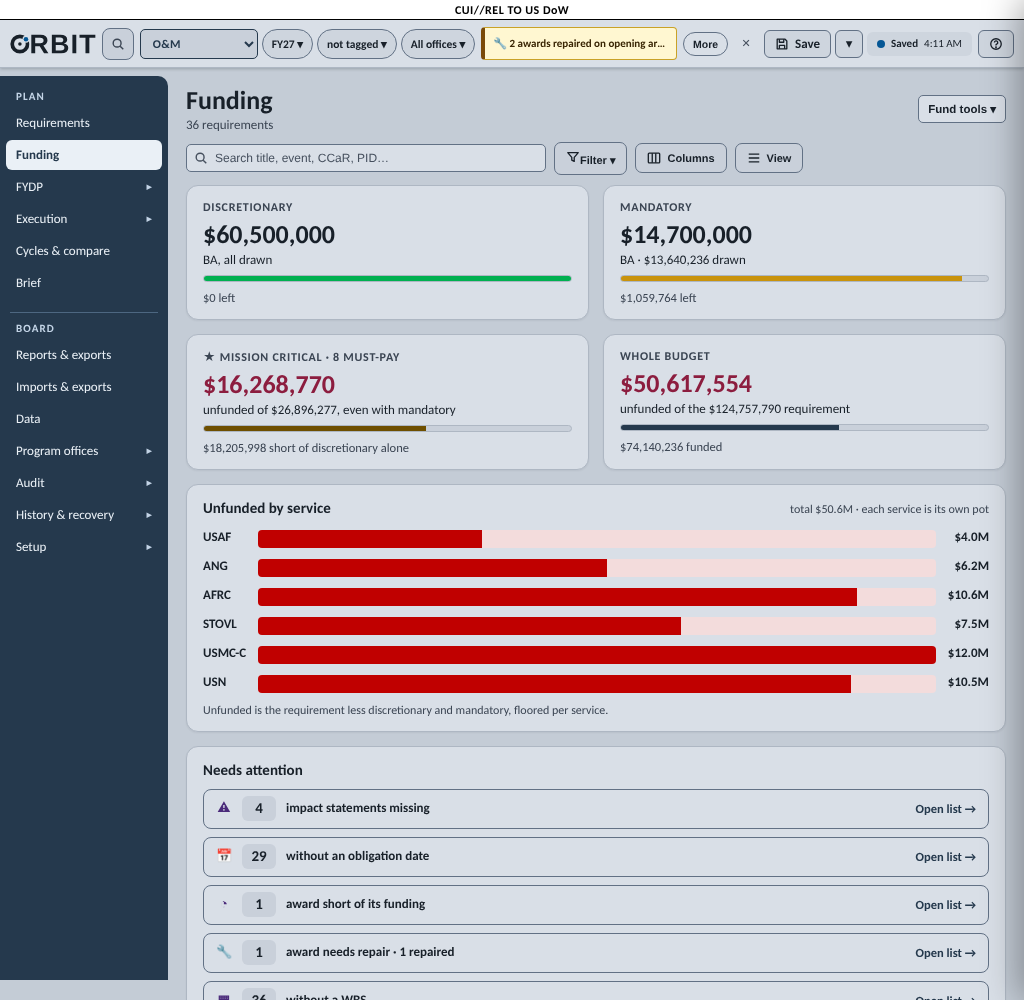 CUI//REL TO US DoW
ORBIT
O&M
FY27 ▾
not tagged ▾
All offices ▾
2 awards repaired on opening ar…
More
×
Save
▾
Saved 4:11 AM
PLAN
Requirements
Funding
FYDP ▸
Execution ▸
Cycles & compare
Brief
BOARD
Reports & exports
Imports & exports
Data
Program offices ▸
Audit ▸
History & recovery ▸
Setup ▸
Funding
36 requirements
Fund tools ▾
Search title, event, CCaR, PID…
Filter ▾
Columns
View
DISCRETIONARY
$60,500,000
BA, all drawn
$0 left
MANDATORY
$14,700,000
BA · $13,640,236 drawn
$1,059,764 left
★ MISSION CRITICAL · 8 MUST-PAY
$16,268,770
unfunded of $26,896,277, even with mandatory
$18,205,998 short of discretionary alone
WHOLE BUDGET
$50,617,554
unfunded of the $124,757,790 requirement
$74,140,236 funded
Unfunded by service
total $50.6M · each service is its own pot
USAF $4.0M
ANG $6.2M
AFRC $10.6M
STOVL $7.5M
USMC-C $12.0M
USN $10.5M
Unfunded is the requirement less discretionary and mandatory, floored per service.
Needs attention
4 impact statements missing Open list →
29 without an obligation date Open list →
1 award short of its funding Open list →
1 award needs repair · 1 repaired Open list →
36 without a WBS Open list →